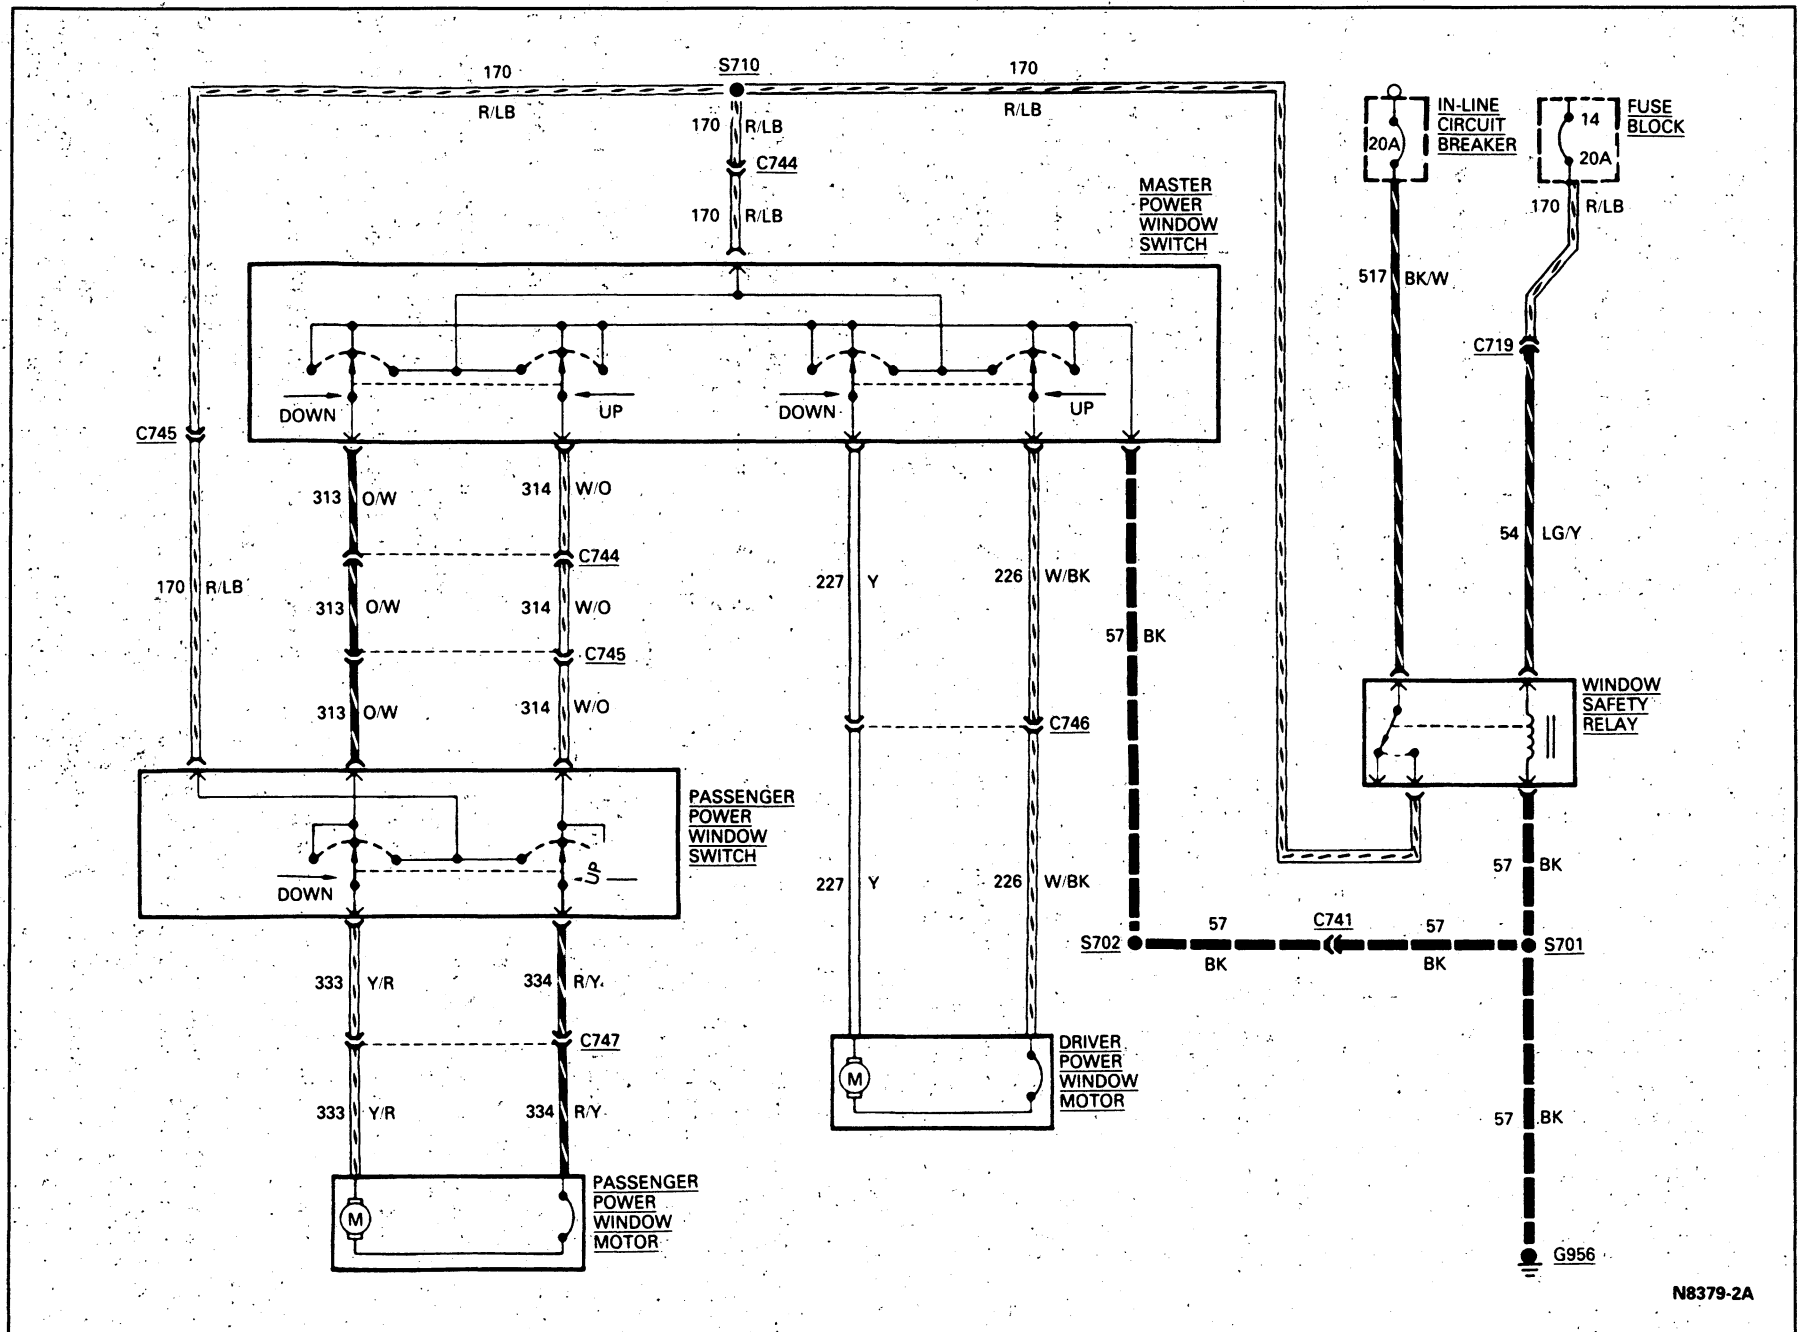 170
S710
170
R/LB
R/LB
170 R/LB
C744
170 R/LB
IN-LINE
CIRCUIT
BREAKER
20A
FUSE
BLOCK
14
20A
170 R/LB
MASTER
POWER
WINDOW
SWITCH
517 BK/W
C719
DOWN
UP
DOWN
UP
C745
313 O/W
314 W/O
C744
54 LG/Y
170 R/LB
227 Y
226 W/BK
313 O/W
314 W/O
57 BK
C745
313 O/W
314 W/O
C746
WINDOW
SAFETY
RELAY
PASSENGER
POWER
WINDOW
SWITCH
DOWN
UP
227 Y
226 W/BK
57 BK
S702
57
BK
C741
57
BK
S701
333 Y/R
334 R/Y
C747
DRIVER
POWER
WINDOW
MOTOR
M
333 Y/R
334 R/Y
57 BK
PASSENGER
POWER
WINDOW
MOTOR
M
G956
N8379-2A